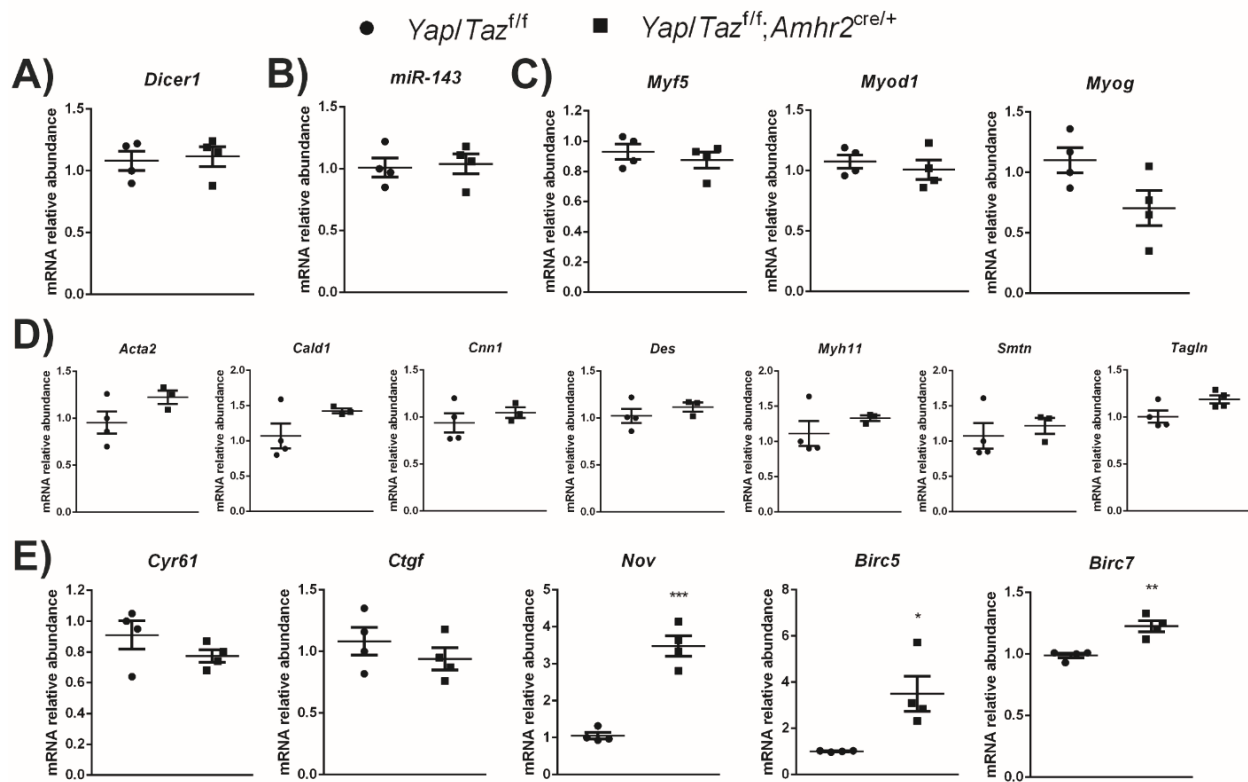 Yap/Taz^f/f Yap/Taz^f/f;Amhr2^cre/+
A) B) C)
Dicer1 miR-143 Myf5 Myod1 Myog
mRNA relative abundance mRNA relative abundance mRNA relative abundance mRNA relative abundance mRNA relative abundance
1.5 1.5 1.5
1.0 1.0 0.8 1.0 1.0
0.6
0.5 0.5 0.4 0.5 0.5
0.2
0.0 0.0 0.0 0.0 0.0
D)
Acta2 Cald1 Cnn1 Des Myh11 Smtn Tagln
mRNA relative abundance mRNA relative abundance mRNA relative abundance mRNA relative abundance mRNA relative abundance mRNA relative abundance mRNA relative abundance
1.5 2.0 1.5 1.5 2.0 2.0 1.5
1.5 1.5 1.5
1.0 1.0 1.0 1.0 1.0 1.0 1.0
0.5 0.5 0.5 0.5 0.5 0.5 0.5
0.0 0.0 0.0 0.0 0.0 0.0 0.0
E)
Cyr61 Ctgf Nov Birc5 Birc7
mRNA relative abundance mRNA relative abundance mRNA relative abundance mRNA relative abundance mRNA relative abundance
1.2 1.5 5 8 1.5
*** * **
1.0 4 6
0.8 1.0 3 1.0
0.6 4
0.4 0.5 2 0.5
0.2 1 2
0.0 0.0 0 0 0.0